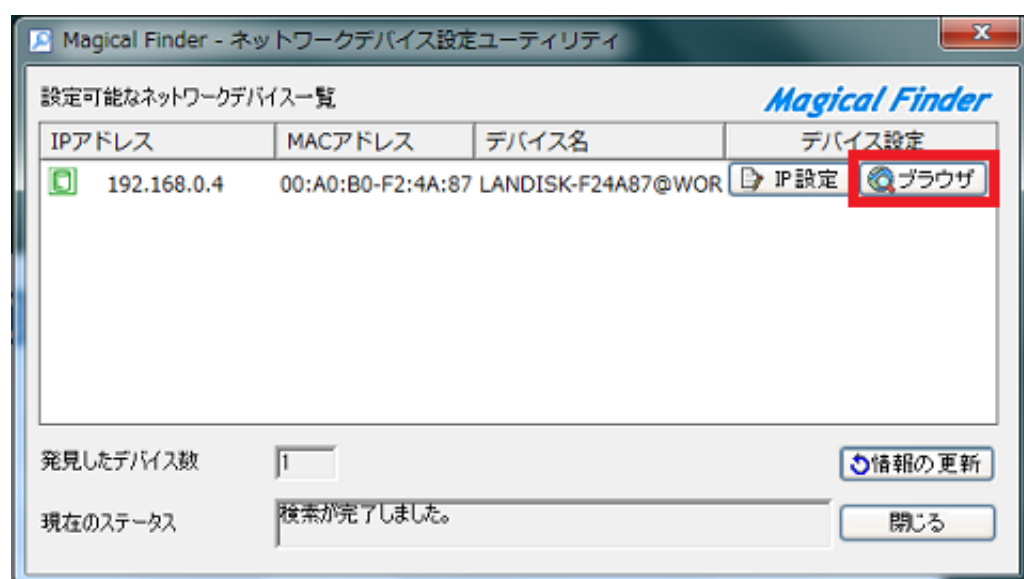 Magical Finder - ネットワークデバイス設定ユーティリティ
x
設定可能なネットワークデバイス一覧
Magical Finder
IPアドレス MACアドレス デバイス名 デバイス設定
192.168.0.4 00:A0:B0-F2:4A:87 LANDISK-F24A87@WOR IP設定 ブラウザ
発見したデバイス数 1 情報の更新
現在のステータス 検索が完了しました。 閉じる